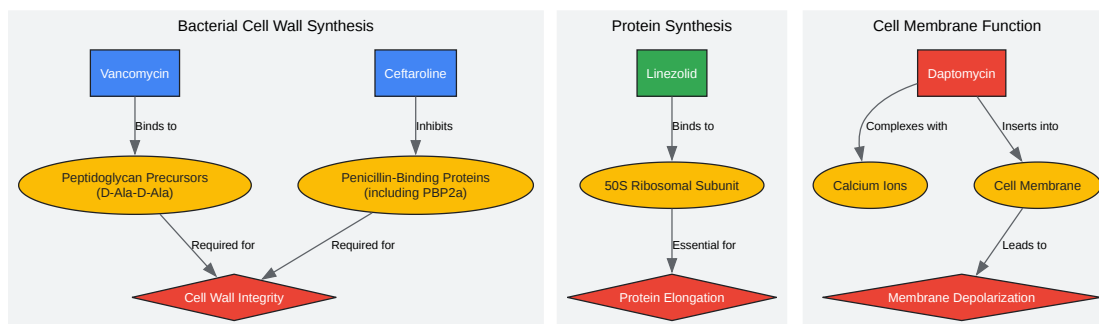 Bacterial Cell Wall Synthesis
Vancomycin
Ceftaroline
Binds to
Inhibits
Peptidoglycan Precursors
(D-Ala-D-Ala)
Penicillin-Binding Proteins
(including PBP2a)
Required for
Required for
Cell Wall Integrity
Protein Synthesis
Linezolid
Binds to
50S Ribosomal Subunit
Essential for
Protein Elongation
Cell Membrane Function
Daptomycin
Complexes with
Inserts into
Calcium Ions
Cell Membrane
Leads to
Membrane Depolarization